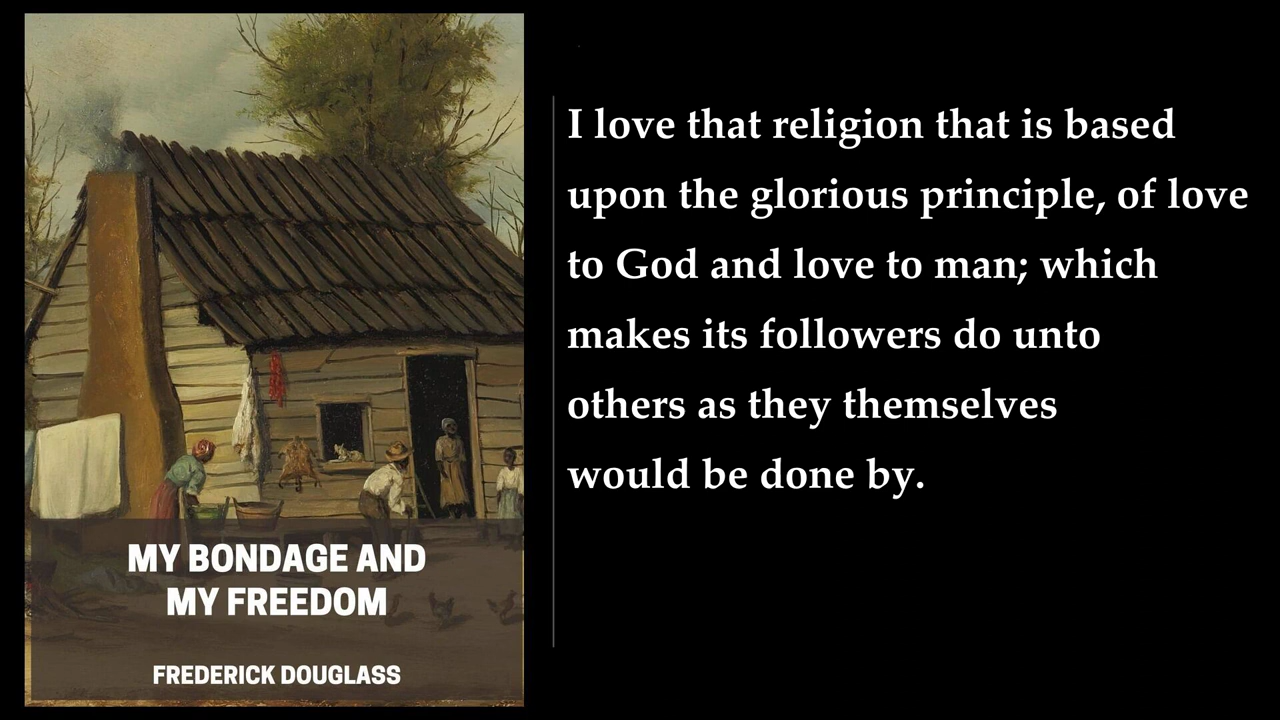 MY BONDAGE AND
MY FREEDOM
FREDERICK DOUGLASS
I love that religion that is based
upon the glorious principle, of love
to God and love to man; which
makes its followers do unto
others as they themselves
would be done by.